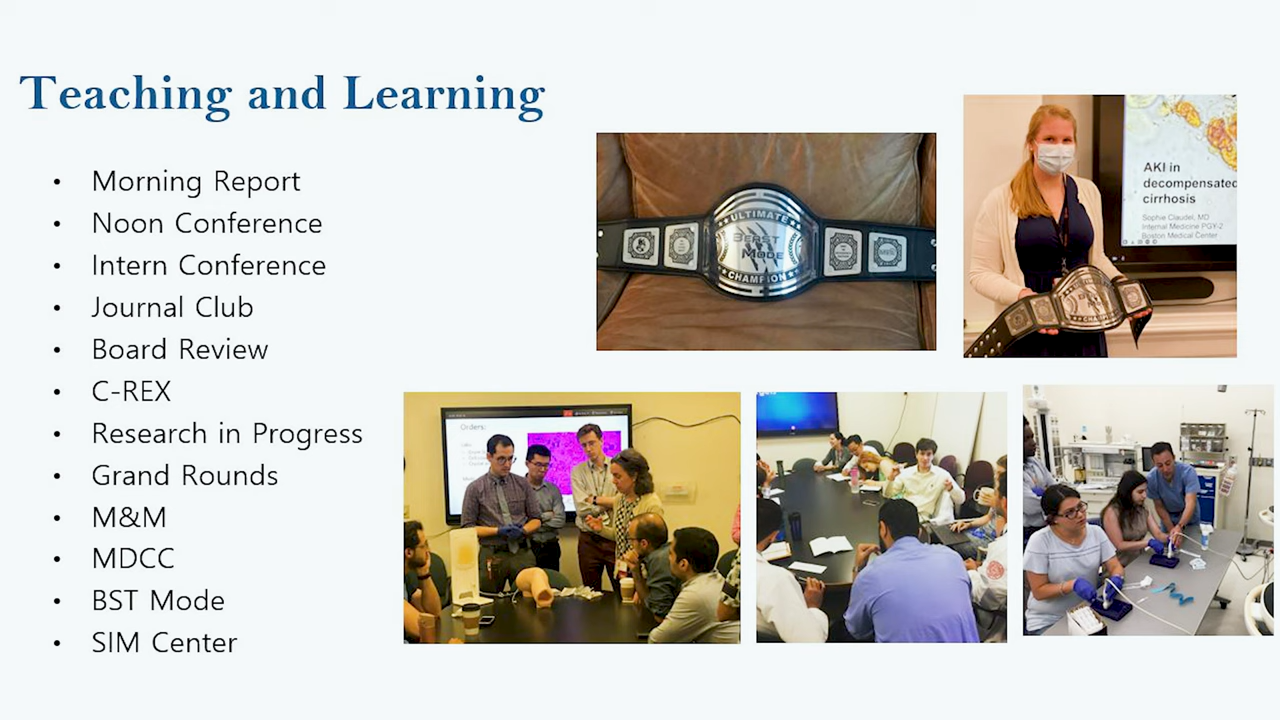 Teaching and Learning
• Morning Report
• Noon Conference
• Intern Conference
• Journal Club
• Board Review
• C-REX
• Research in Progress
• Grand Rounds
• M&M
• MDCC
• BST Mode
• SIM Center
ULTIMATE
BEAST
MODE
CHAMPION
AKI in
decompensated
cirrhosis
Sophie Claudel, MD
Internal Medicine PGY-2
Boston Medical Center
Orders: